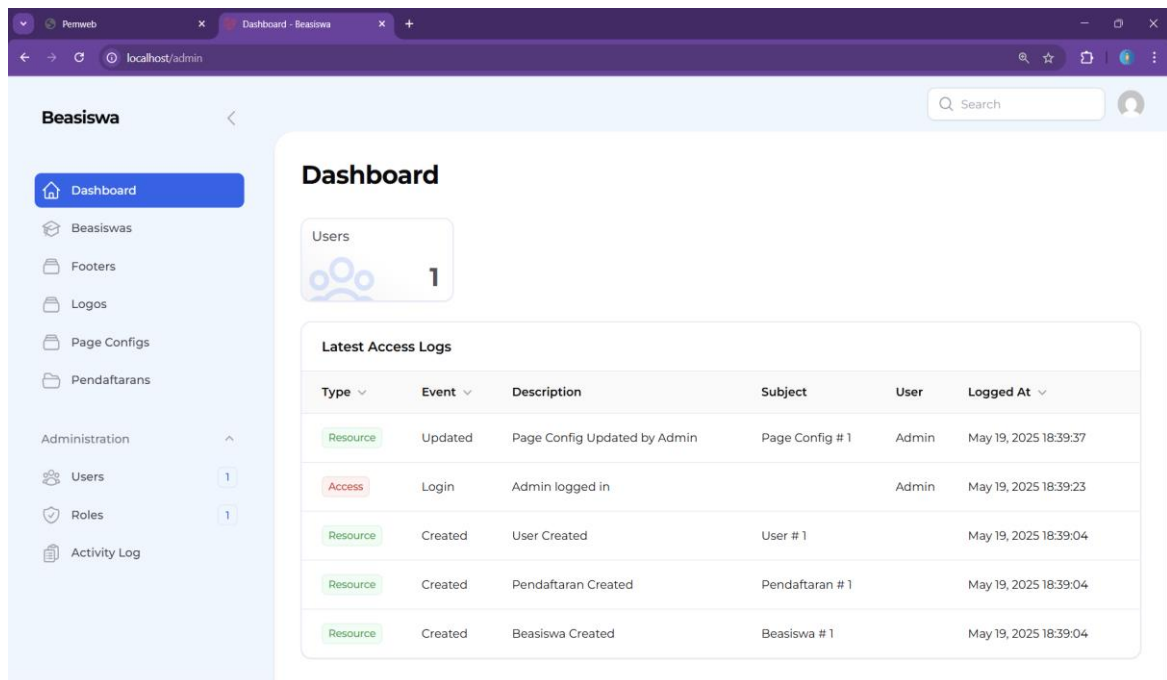 Pemweb
Dashboard - Beasiswa
localhost/admin
Beasiswa
Search
Dashboard
Beasiswas
Footers
Logos
Page Configs
Pendaftarans
Administration
Users 1
Roles 1
Activity Log
Dashboard
Users
1
Latest Access Logs
Type Event Description Subject User Logged At
Resource Updated Page Config Updated by Admin Page Config # 1 Admin May 19, 2025 18:39:37
Access Login Admin logged in Admin May 19, 2025 18:39:23
Resource Created User Created User # 1 May 19, 2025 18:39:04
Resource Created Pendaftaran Created Pendaftaran # 1 May 19, 2025 18:39:04
Resource Created Beasiswa Created Beasiswa # 1 May 19, 2025 18:39:04